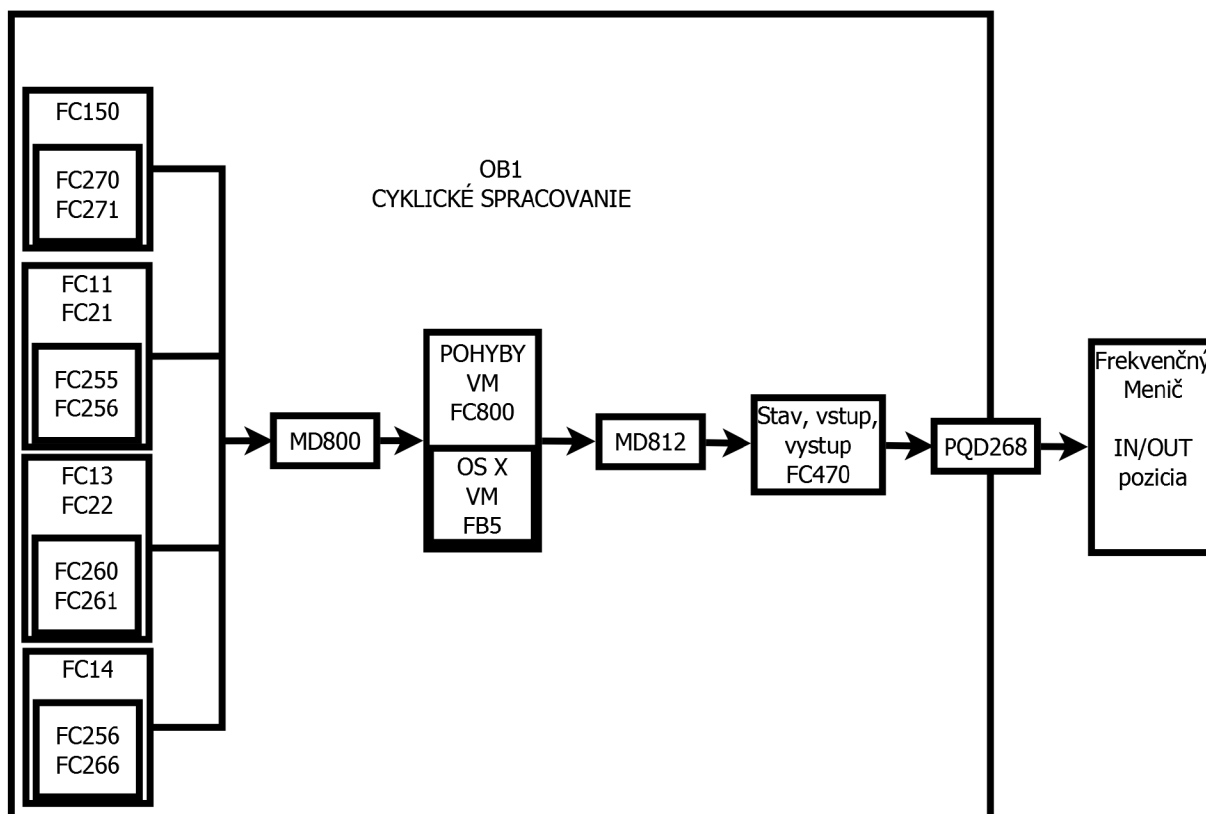 FC150
FC270
FC271
OB1
CYKLICKÉ SPRACOVANIE
FC11
FC21
FC255
FC256
FC13
FC22
FC260
FC261
FC14
FC256
FC266
MD800
POHYBY
VM
FC800
OS X
VM
FB5
MD812
Stav, vstup,
vystup
FC470
PQD268
Frekvenčný
Menič
IN/OUT
pozicia